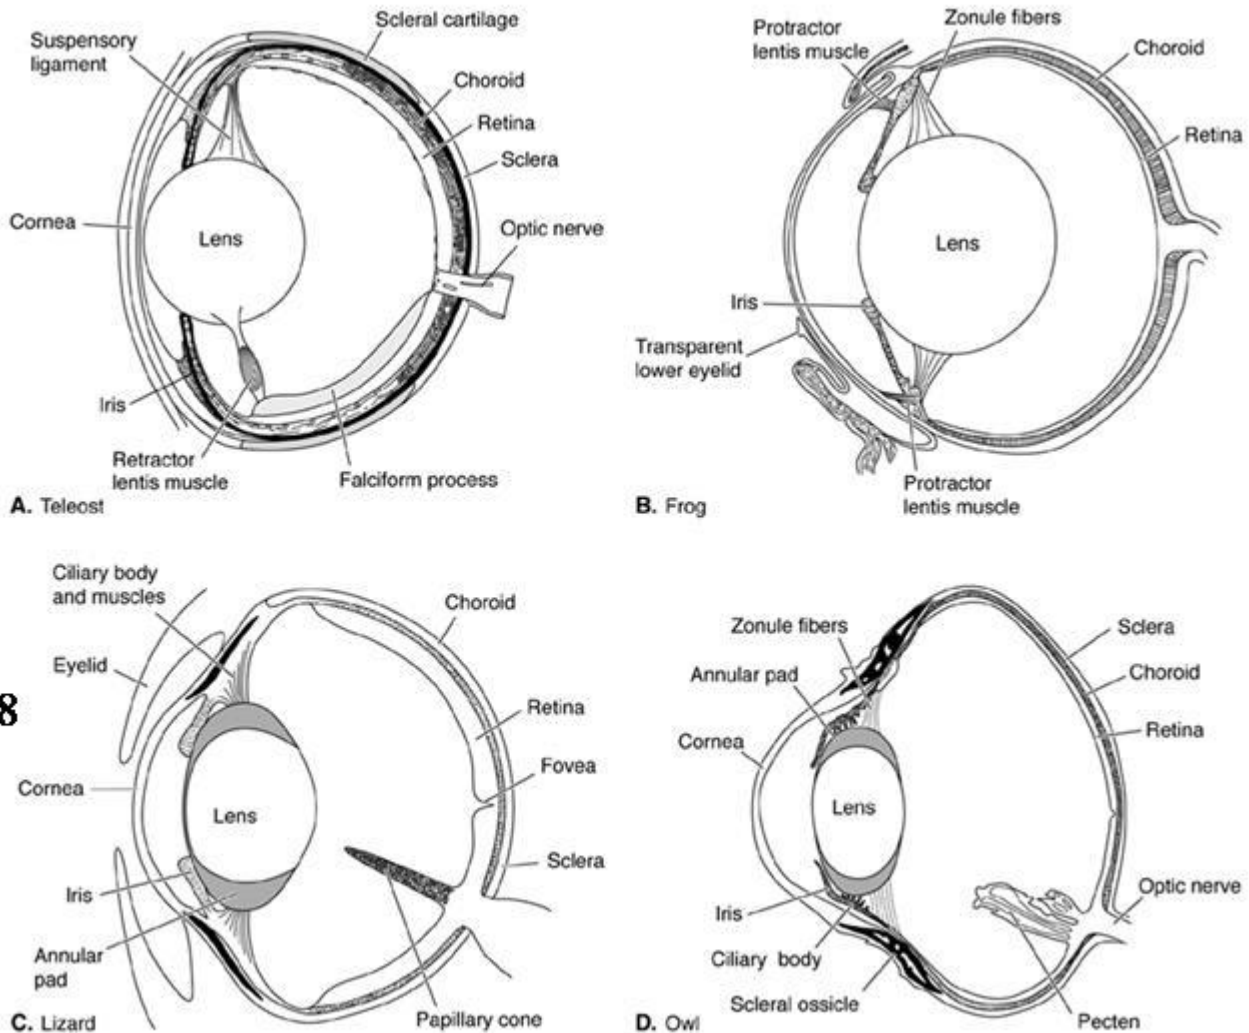 Scleral cartilage
Suspensory
ligament
Choroid
Retina
Sclera
Cornea
Lens
Optic nerve
Iris
Retractor
lentis muscle
Falciform process
A. Teleost
Protractor
lentis muscle
Zonule fibers
Choroid
Retina
Lens
Iris
Transparent
lower eyelid
Protractor
lentis muscle
B. Frog
Ciliary body
and muscles
Choroid
Eyelid
8
Retina
Fovea
Cornea
Lens
Sclera
Iris
Annular
pad
Papillary cone
C. Lizard
Zonule fibers
Sclera
Annular pad
Choroid
Retina
Cornea
Lens
Optic nerve
Iris
Ciliary body
Scleral ossicle
Pecten
D. Owl